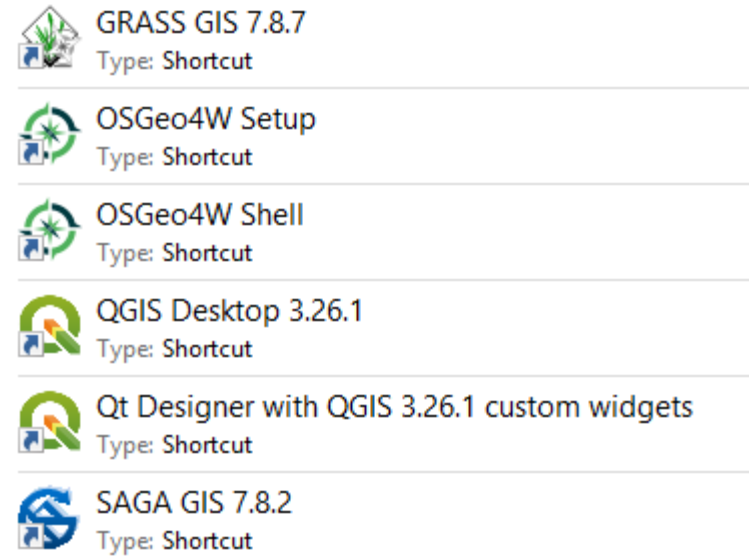 GRASS GIS 7.8.7
Type: Shortcut
OSGeo4W Setup
Type: Shortcut
OSGeo4W Shell
Type: Shortcut
QGIS Desktop 3.26.1
Type: Shortcut
Qt Designer with QGIS 3.26.1 custom widgets
Type: Shortcut
SAGA GIS 7.8.2
Type: Shortcut